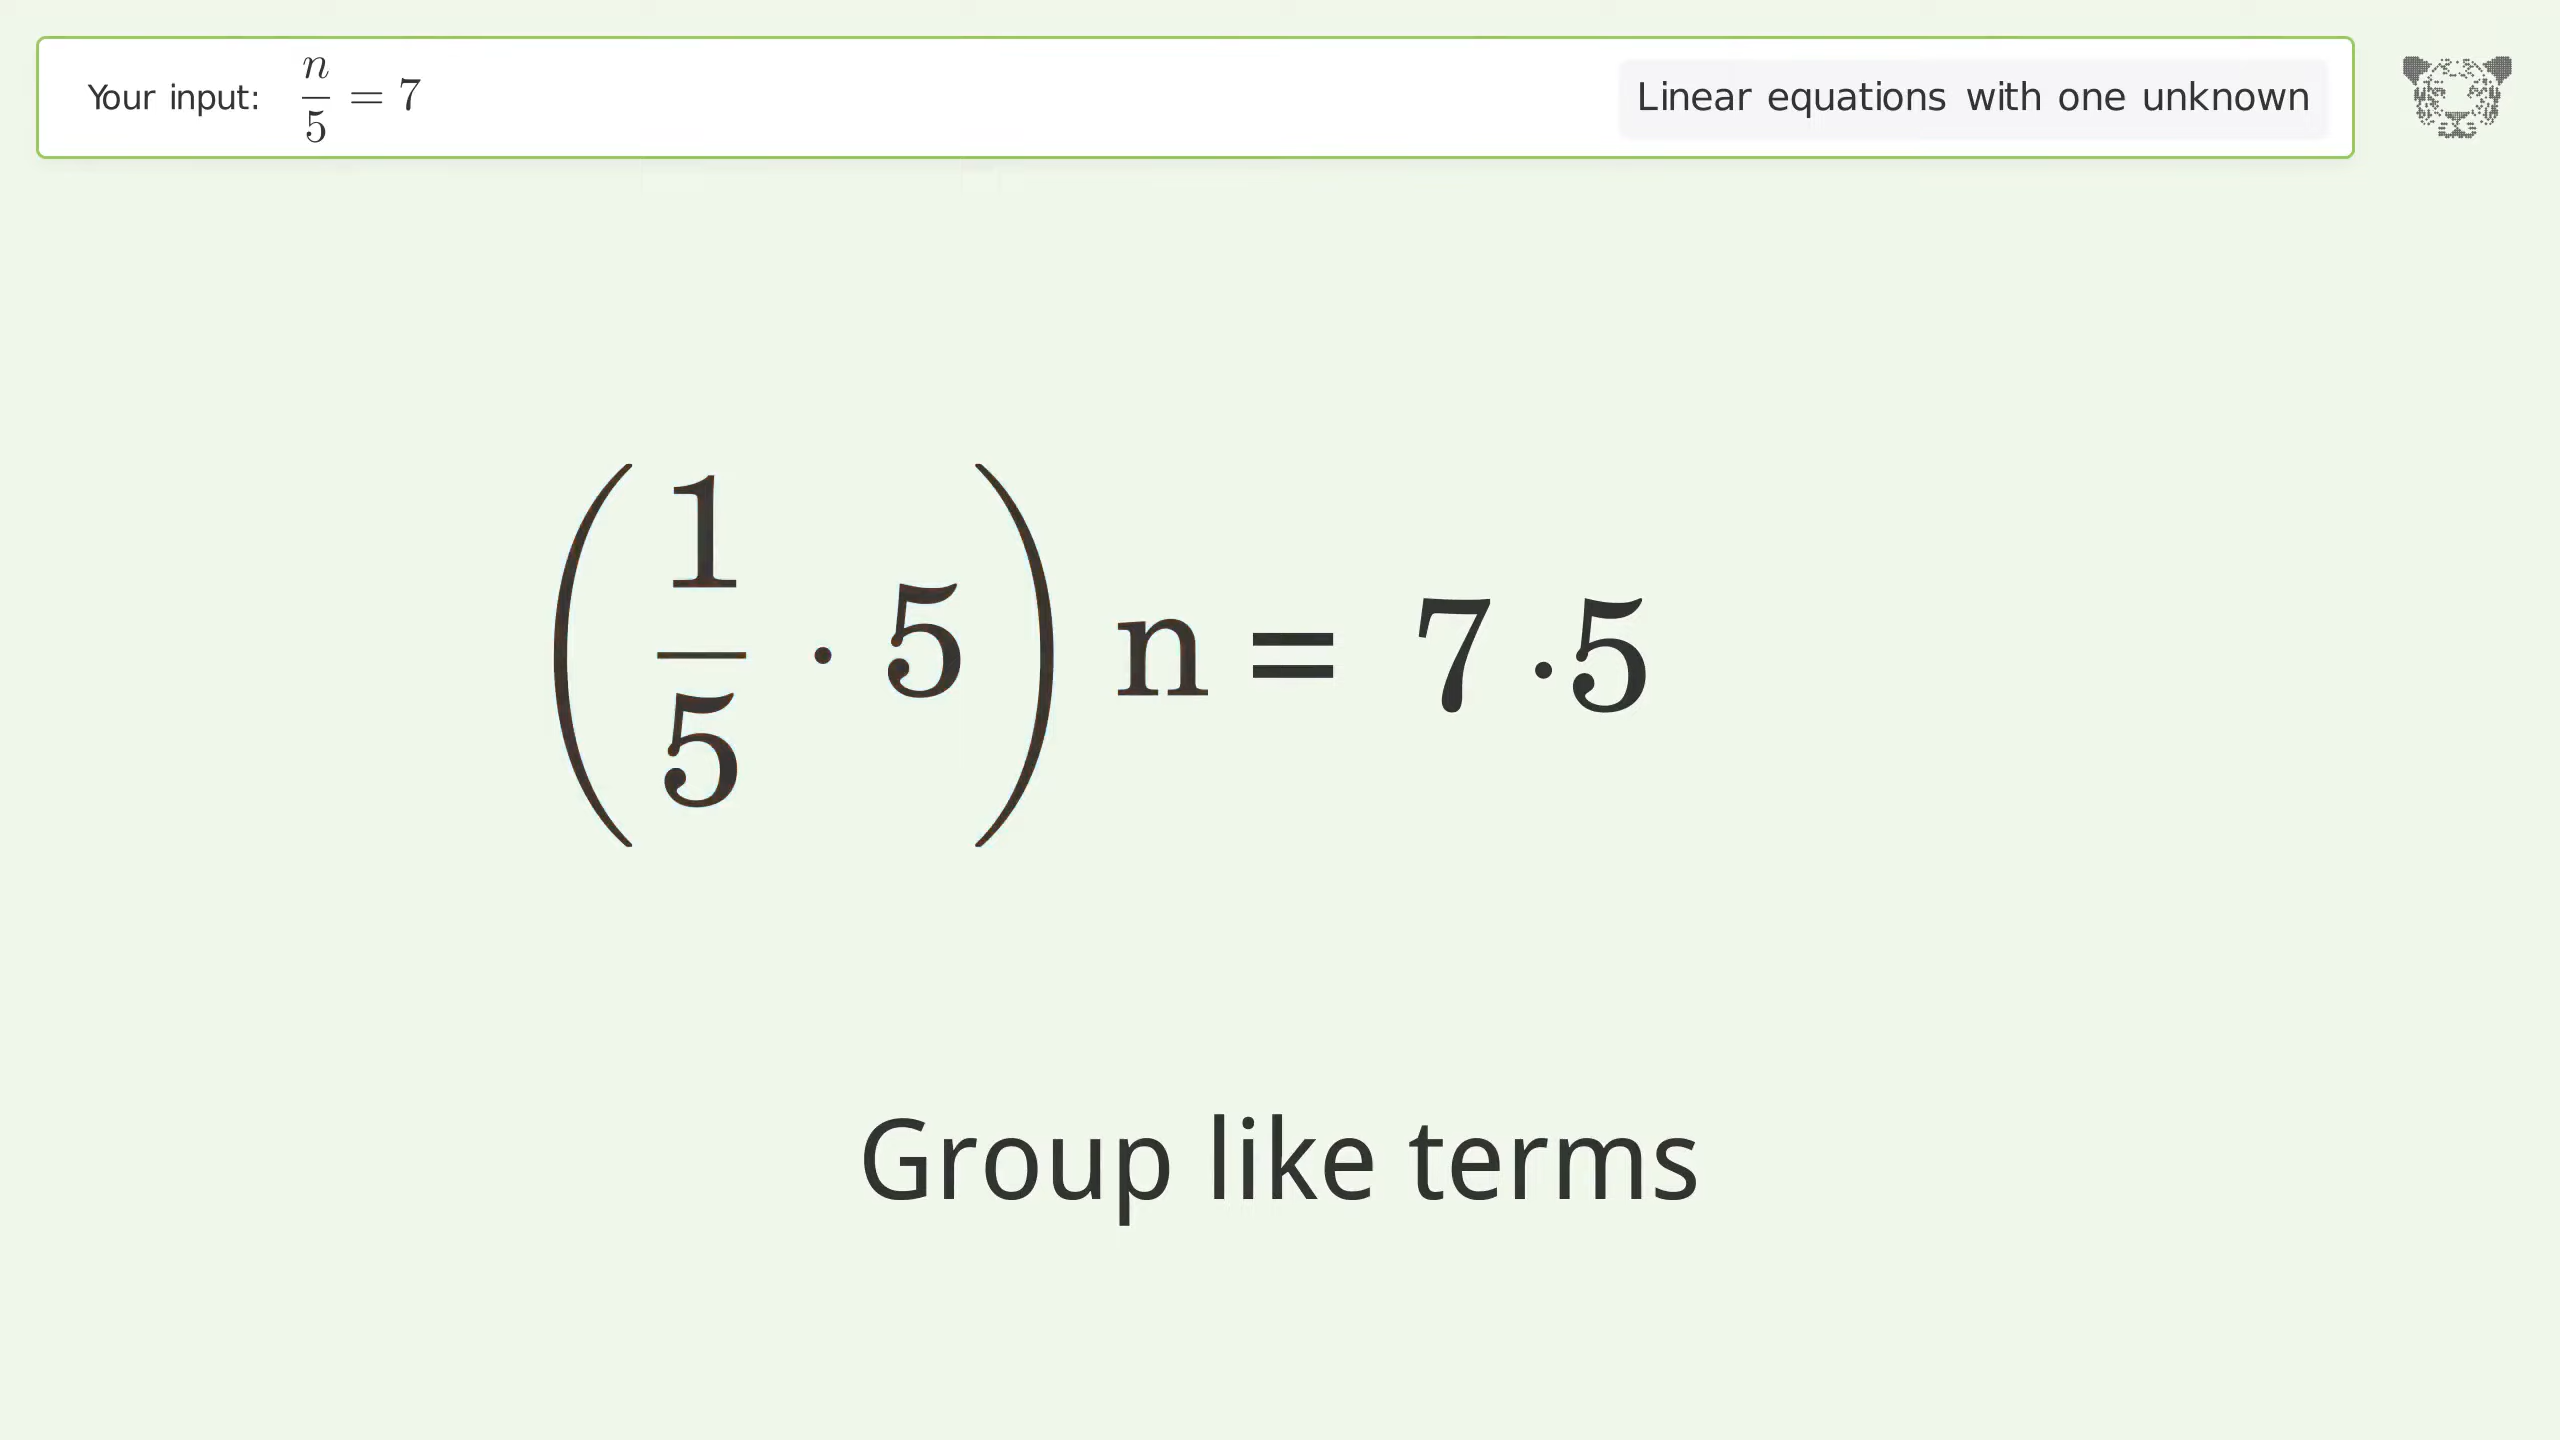 Your input: n/5 = 7
Linear equations with one unknown
(1/5 · 5) n = 7 · 5
Group like terms